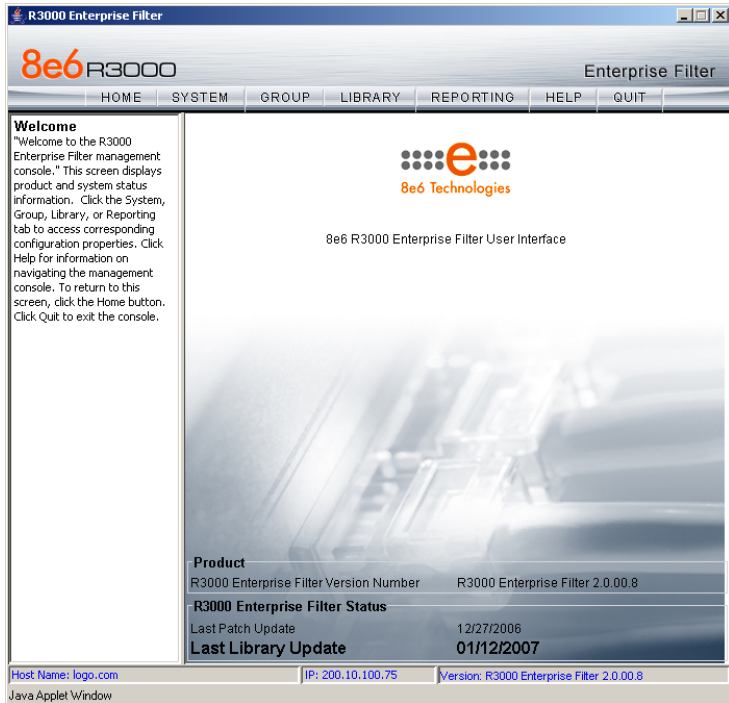 R3000 Enterprise Filter
8e6 R3000
Enterprise Filter
HOME SYSTEM GROUP LIBRARY REPORTING HELP QUIT
Welcome
"Welcome to the R3000
Enterprise Filter management
console." This screen displays
product and system status
information. Click the System,
Group, Library, or Reporting
tab to access corresponding
configuration properties. Click
Help for information on
navigating the management
console. To return to this
screen, click the Home button.
Click Quit to exit the console.
e
8e6 Technologies
8e6 R3000 Enterprise Filter User Interface
Product
R3000 Enterprise Filter Version Number R3000 Enterprise Filter 2.0.00.8
R3000 Enterprise Filter Status
Last Patch Update 12/27/2006
Last Library Update 01/12/2007
Host Name: logo.com IP: 200.10.100.75 Version: R3000 Enterprise Filter 2.0.00.8
Java Applet Window